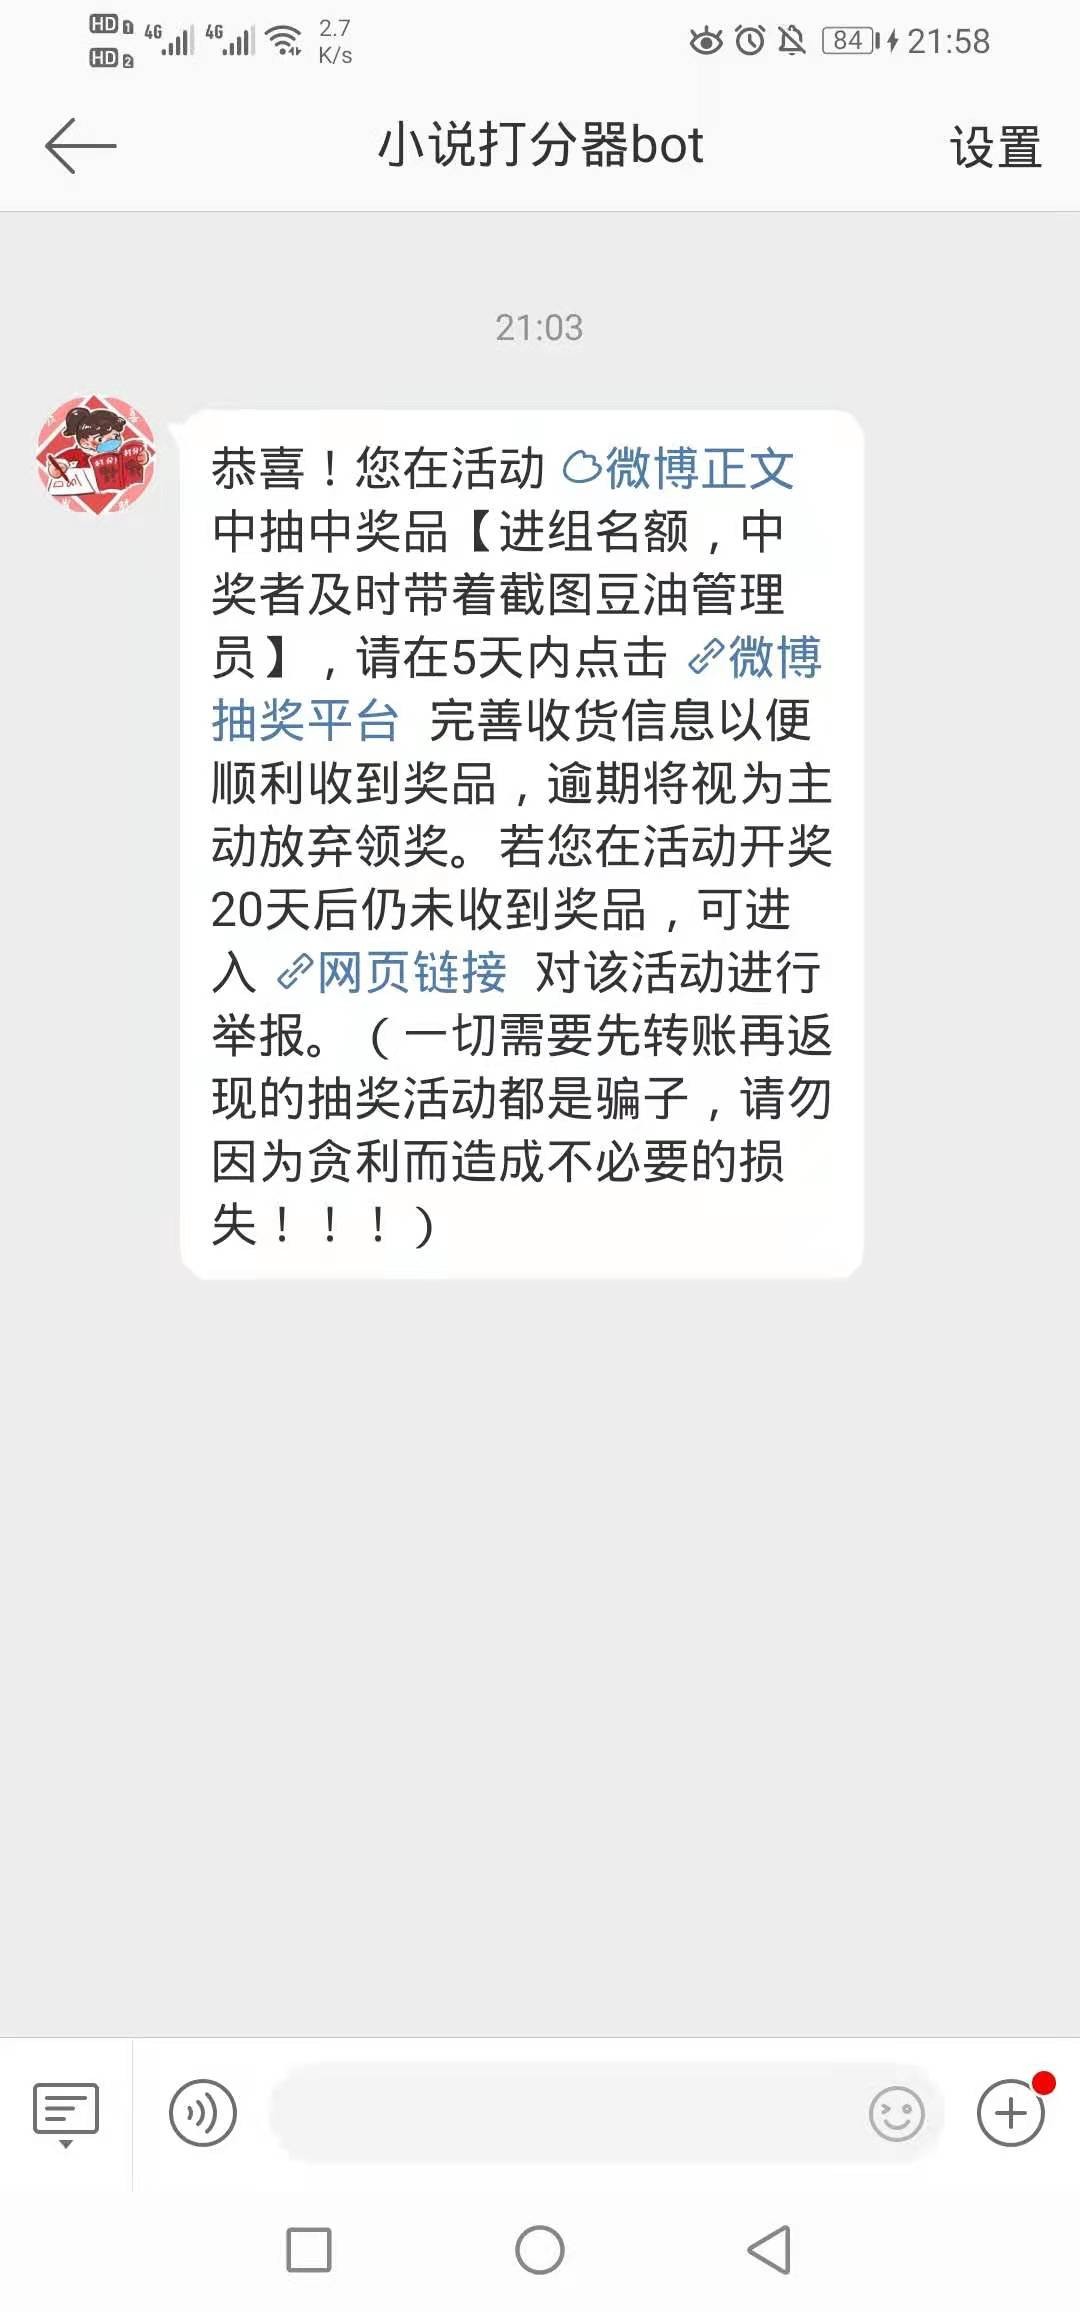 HD 1 4G 4G 2.7
HD 2 K/s
84 21:58
小说打分器bot
设置
21:03
恭喜！您在活动 微博正文
中抽中奖品【进组名额，中
奖者及时带着截图豆油管理
员】，请在5天内点击 微博
抽奖平台 完善收货信息以便
顺利收到奖品，逾期将视为主
动放弃领奖。若您在活动开奖
20天后仍未收到奖品，可进
入 网页链接 对该活动进行
举报。（一切需要先转账再返
现的抽奖活动都是骗子，请勿
因为贪利而造成不必要的损
失！！！）